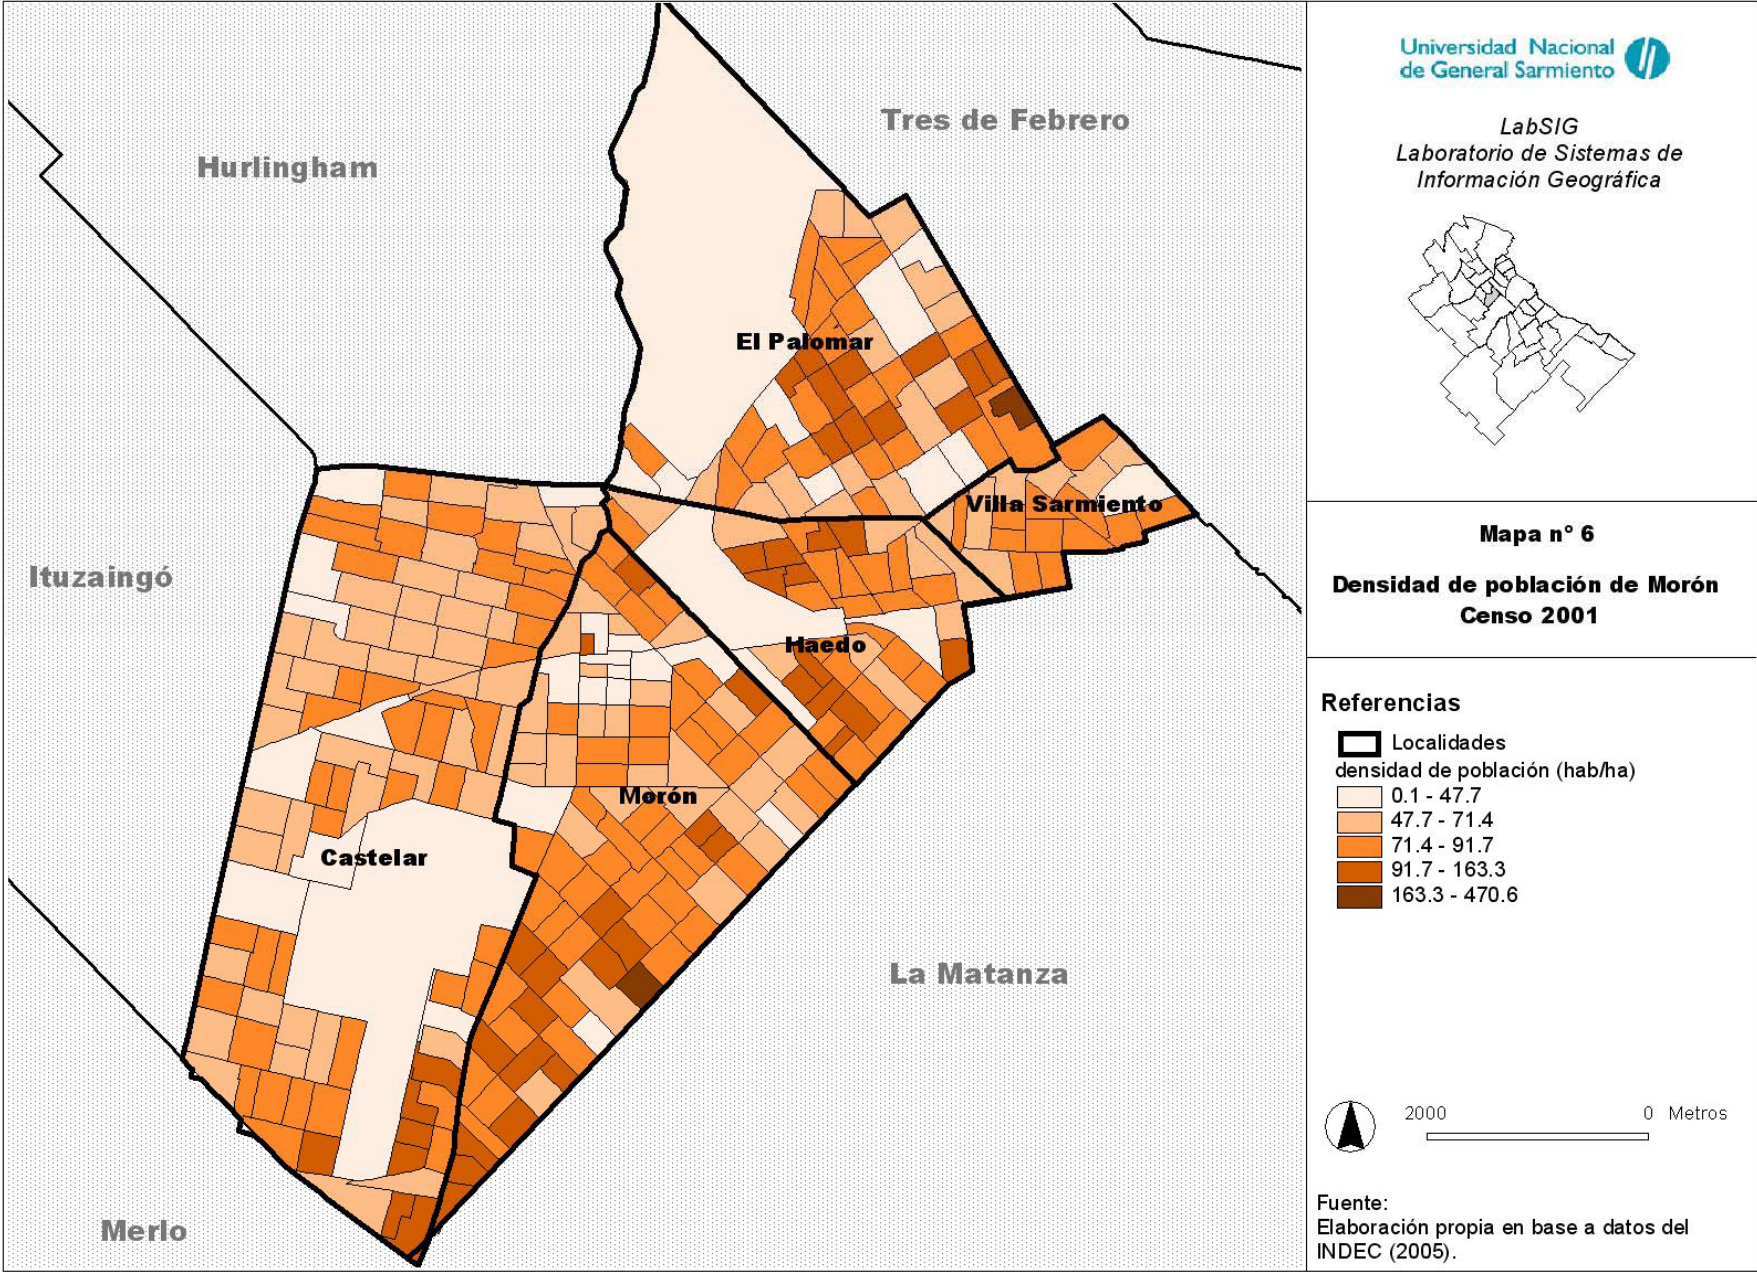 Tres de Febrero
Hurlingham
El Palomar
Villa Sarmiento
Ituzaingó
Haedo
Morón
Castelar
La Matanza
Merlo
Universidad Nacional
de General Sarmiento
LabSIG
Laboratorio de Sistemas de
Información Geográfica
Mapa nº 6
Densidad de población de Morón
Censo 2001
Referencias
Localidades
densidad de población (hab/ha)
0.1 - 47.7
47.7 - 71.4
71.4 - 91.7
91.7 - 163.3
163.3 - 470.6
2000 0 Metros
Fuente:
Elaboración propia en base a datos del
INDEC (2005).